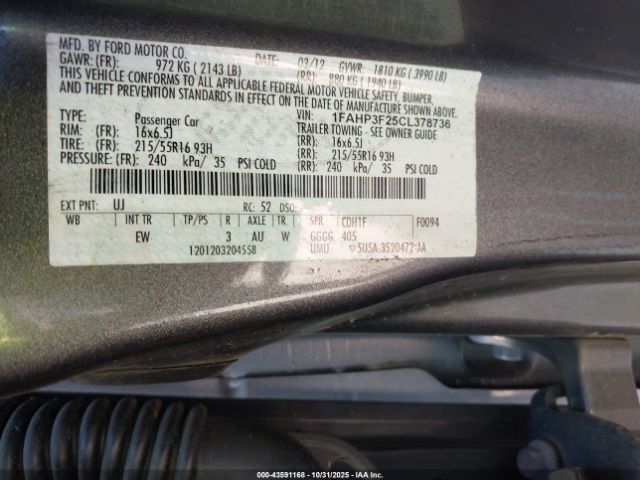 MFD. BY FORD MOTOR CO.
DATE: 03/12 GVWR: 1810 KG ( 3990 LB)
GAWR: (FR): 972 KG ( 2143 LB) (RR): 880 KG ( 1940 LB)
THIS VEHICLE CONFORMS TO ALL APPLICABLE FEDERAL MOTOR VEHICLE SAFETY, BUMPER,
AND THEFT PREVENTION STANDARDS IN EFFECT ON THE DATE OF MANUFACTURE SHOWN ABOVE.
VIN: 1FAHP3F25CL378736
TYPE: Passenger Car TRAILER TOWING - SEE OWNER GUIDE
RIM: (FR): 16x6.5J (RR): 16x6.5J
TIRE: (FR): 215/55R16 93H (RR): 215/55R16 93H
PRESSURE:(FR): 240 kPa/ 35 PSI COLD (RR): 240 kPa/ 35 PSI COLD
EXT PNT: UJ RC: 52 DSO:
WB INT TR TP/PS R AXLE TR SPR CDH1F F0094
EW 3 AU W GGGG 405
1201203204558 UMU 5USA-3520472-AA
000-43591168 - 10/31/2025 - IAA Inc.